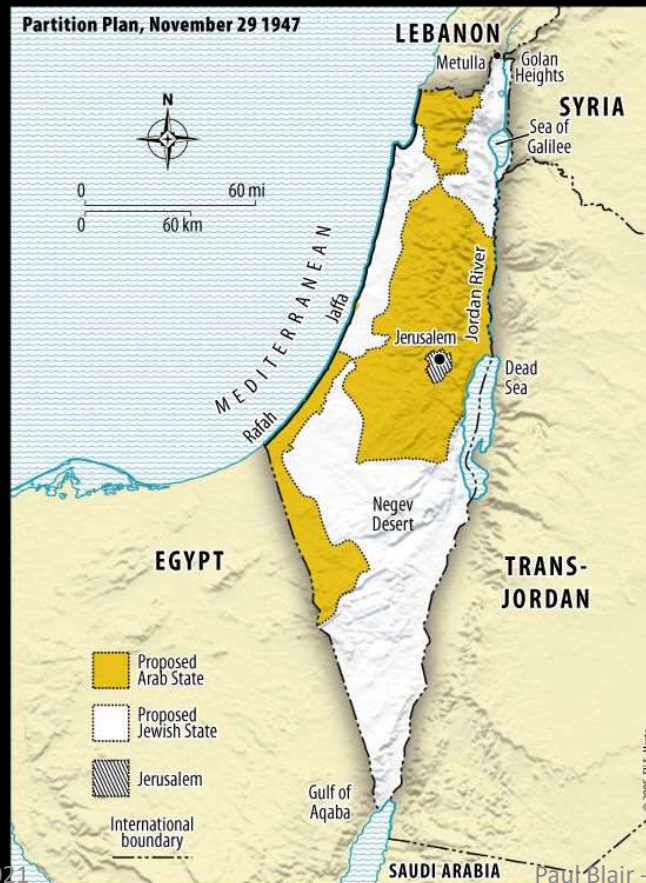 Partition Plan, November 29 1947
LEBANON
Metulla
Golan
Heights
SYRIA
Sea of
Galilee
N
0
60 mi
0
60 km
MEDITERRANEAN
Jaffa
Jordan River
Jerusalem
Dead
Sea
Rafah
Negev
Desert
EGYPT
TRANS-
JORDAN
Proposed
Arab State
Proposed
Jewish State
Jerusalem
International
boundary
Gulf of
Aqaba
SAUDI ARABIA
021
Paul Blair -